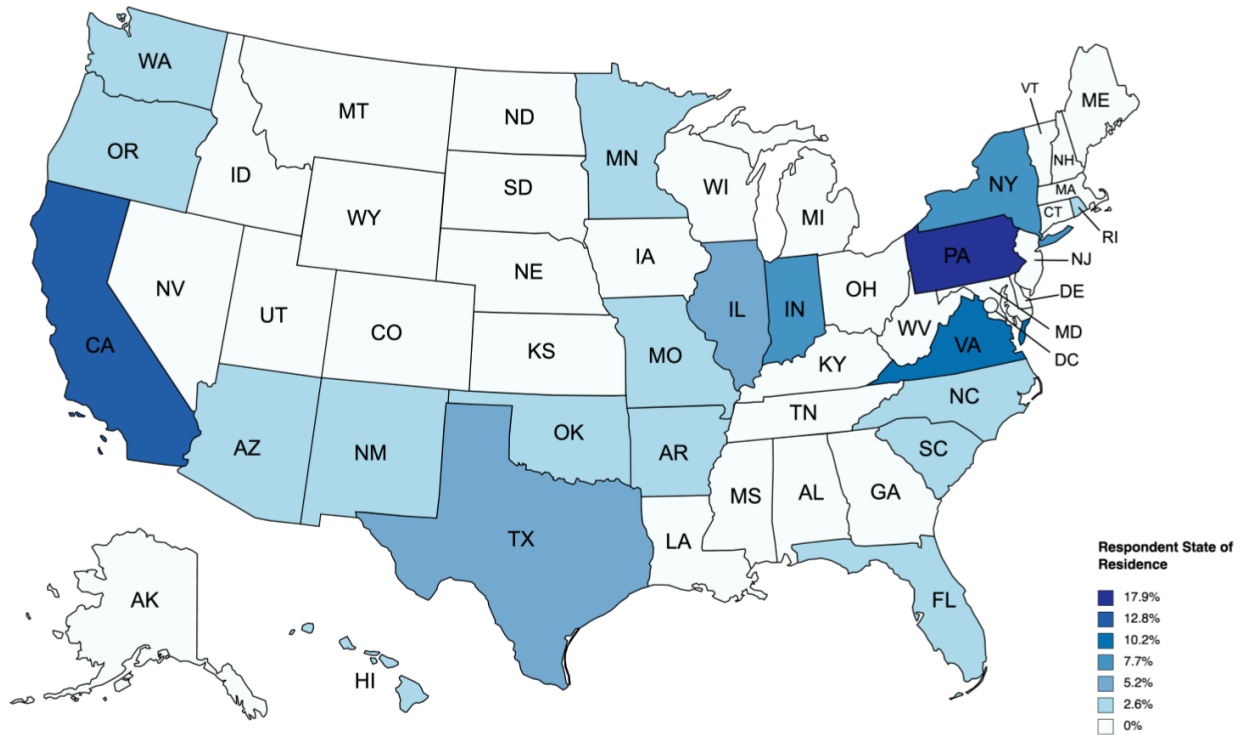 WA
MT
ND
MN
VT
ME
OR
ID
SD
WI
NH
WY
MI
NY
MA
CT
RI
IA
PA
NJ
NE
NV
UT
CO
IL
IN
OH
DE
WV
MD
CA
KS
MO
KY
VA
DC
TN
NC
AZ
NM
OK
AR
SC
MS
AL
GA
TX
LA
AK
FL
HI
Respondent State of
Residence
17.9%
12.8%
10.2%
7.7%
5.2%
2.6%
0%